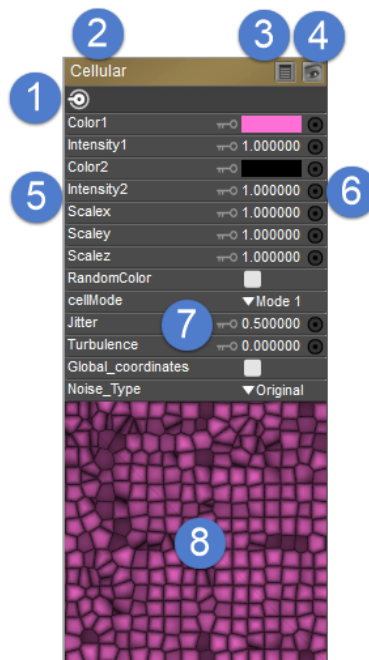 2
3
4
Cellular
1
Color1
Intensity1 1.000000
Color2
5
Intensity2 1.000000
6
Scalex 1.000000
Scaley 1.000000
Scalez 1.000000
RandomColor
cellMode Mode 1
Jitter 0.500000
7
Turbulence 0.000000
Global_coordinates
Noise_Type Original
8